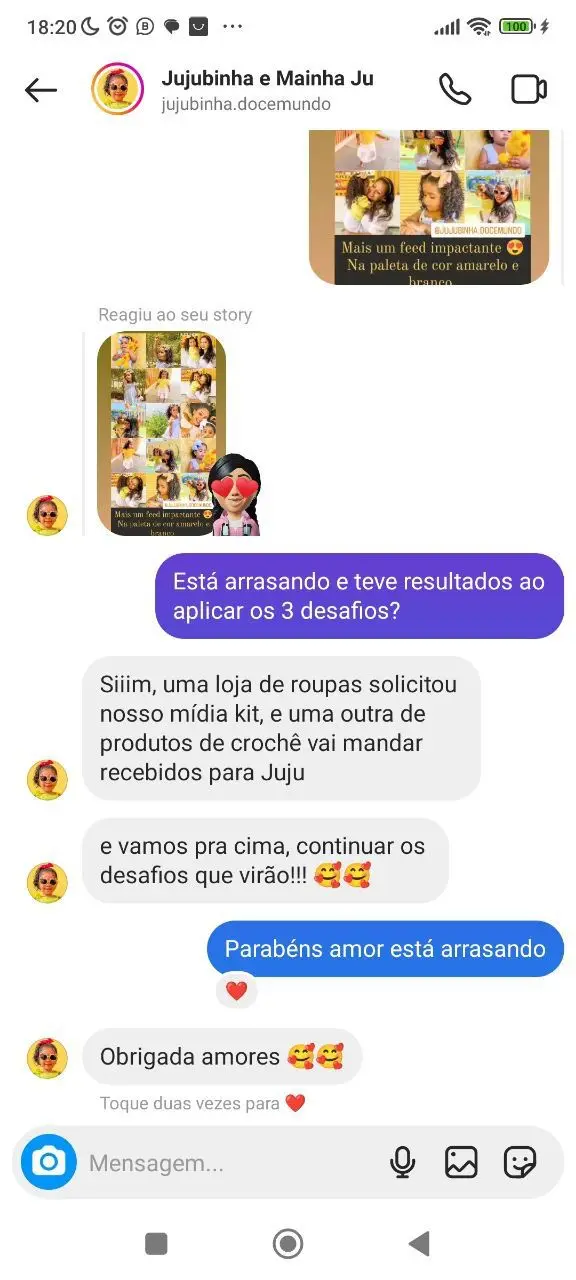 18:20
100
Jujubinha e Mainha Ju
jujubinha.docemundo
@JUJUBINHA.DOCEMUNDO
Mais um feed impactante 😍
Na paleta de cor amarelo e
branco
Reagiu ao seu story
@JUJUBINHA.DOCEMUNDO
Mais um feed impactante 😍
Na paleta de cor amarelo e
branco
Está arrasando e teve resultados ao
aplicar os 3 desafios?
Siiim, uma loja de roupas solicitou
nosso mídia kit, e uma outra de
produtos de crochê vai mandar
recebidos para Juju
e vamos pra cima, continuar os
desafios que virão!!! 🥰🥰
Parabéns amor está arrasando
❤️
Obrigada amores 🥰🥰
Toque duas vezes para ❤️
Mensagem...